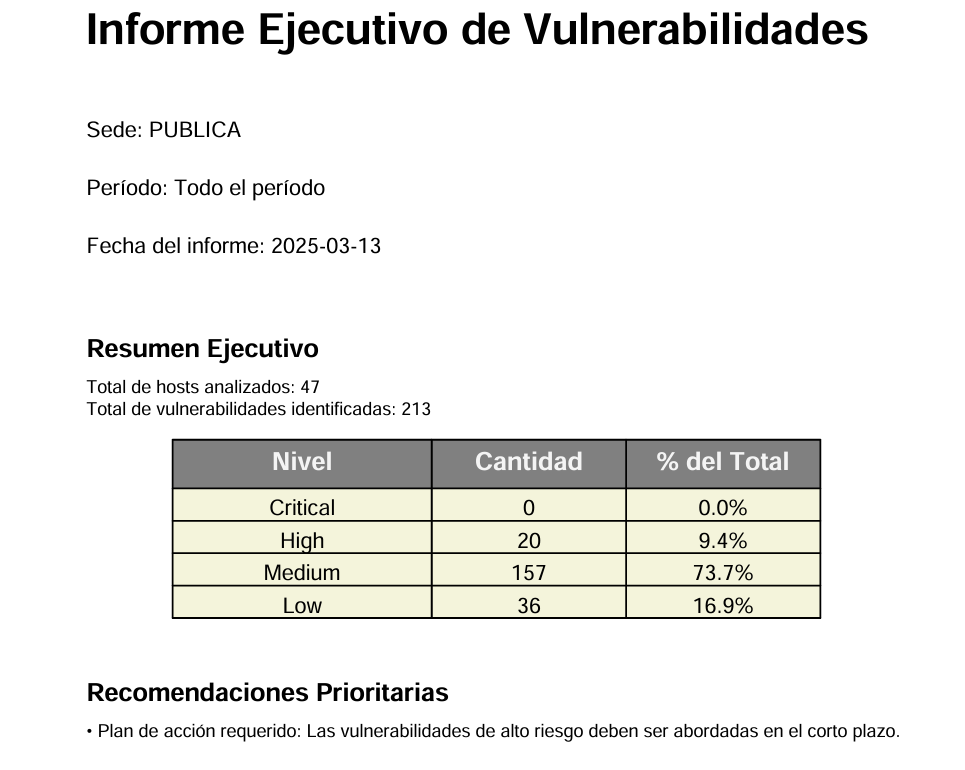 Informe Ejecutivo de Vulnerabilidades
Sede: PUBLICA
Período: Todo el período
Fecha del informe: 2025-03-13
Resumen Ejecutivo
Total de hosts analizados: 47
Total de vulnerabilidades identificadas: 213
Nivel Cantidad % del Total
Critical 0 0.0%
High 20 9.4%
Medium 157 73.7%
Low 36 16.9%
Recomendaciones Prioritarias
• Plan de acción requerido: Las vulnerabilidades de alto riesgo deben ser abordadas en el corto plazo.